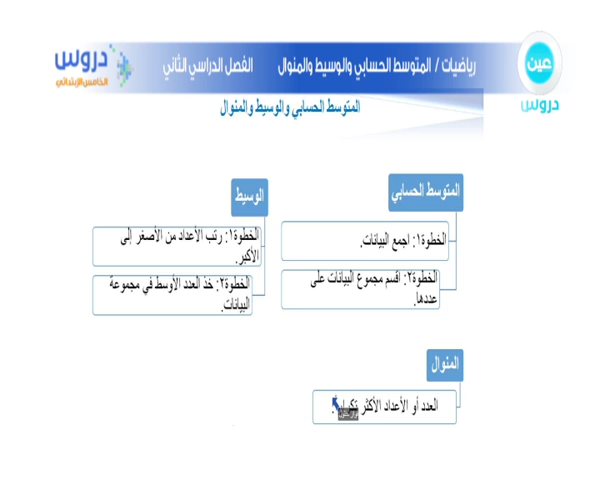 دروس
الخامس الإبتدائي
رياضيات / المتوسط الحسابي والوسيط والمنوال
الفصل الدراسي الثاني
عين
دروس
المتوسط الحسابي والوسيط والمنوال
المتوسط الحسابي
الخطوة١: اجمع البيانات.
الخطوة٢: اقسم مجموع البيانات على
عددها.
الوسيط
الخطوة١: رتب الأعداد من الأصغر إلى
الأكبر.
الخطوة٢: خذ العدد الأوسط في مجموعة
البيانات.
المنوال
العدد أو الأعداد الأكثر